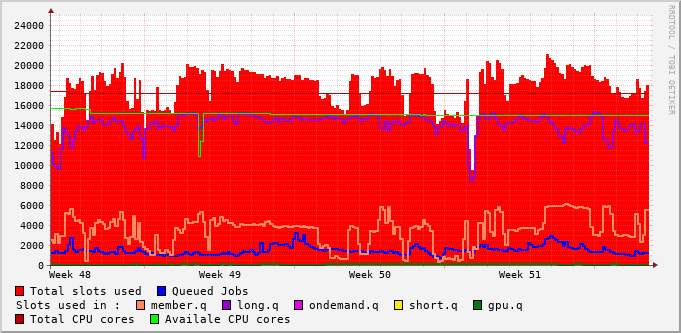 RRDTOOL / TOBI OETIKER
24000
22000
20000
18000
16000
14000
12000
10000
8000
6000
4000
2000
0
Week 48 Week 49 Week 50 Week 51
Total slots used Queued Jobs
Slots used in : member.q long.q ondemand.q short.q gpu.q
Total CPU cores Availale CPU cores